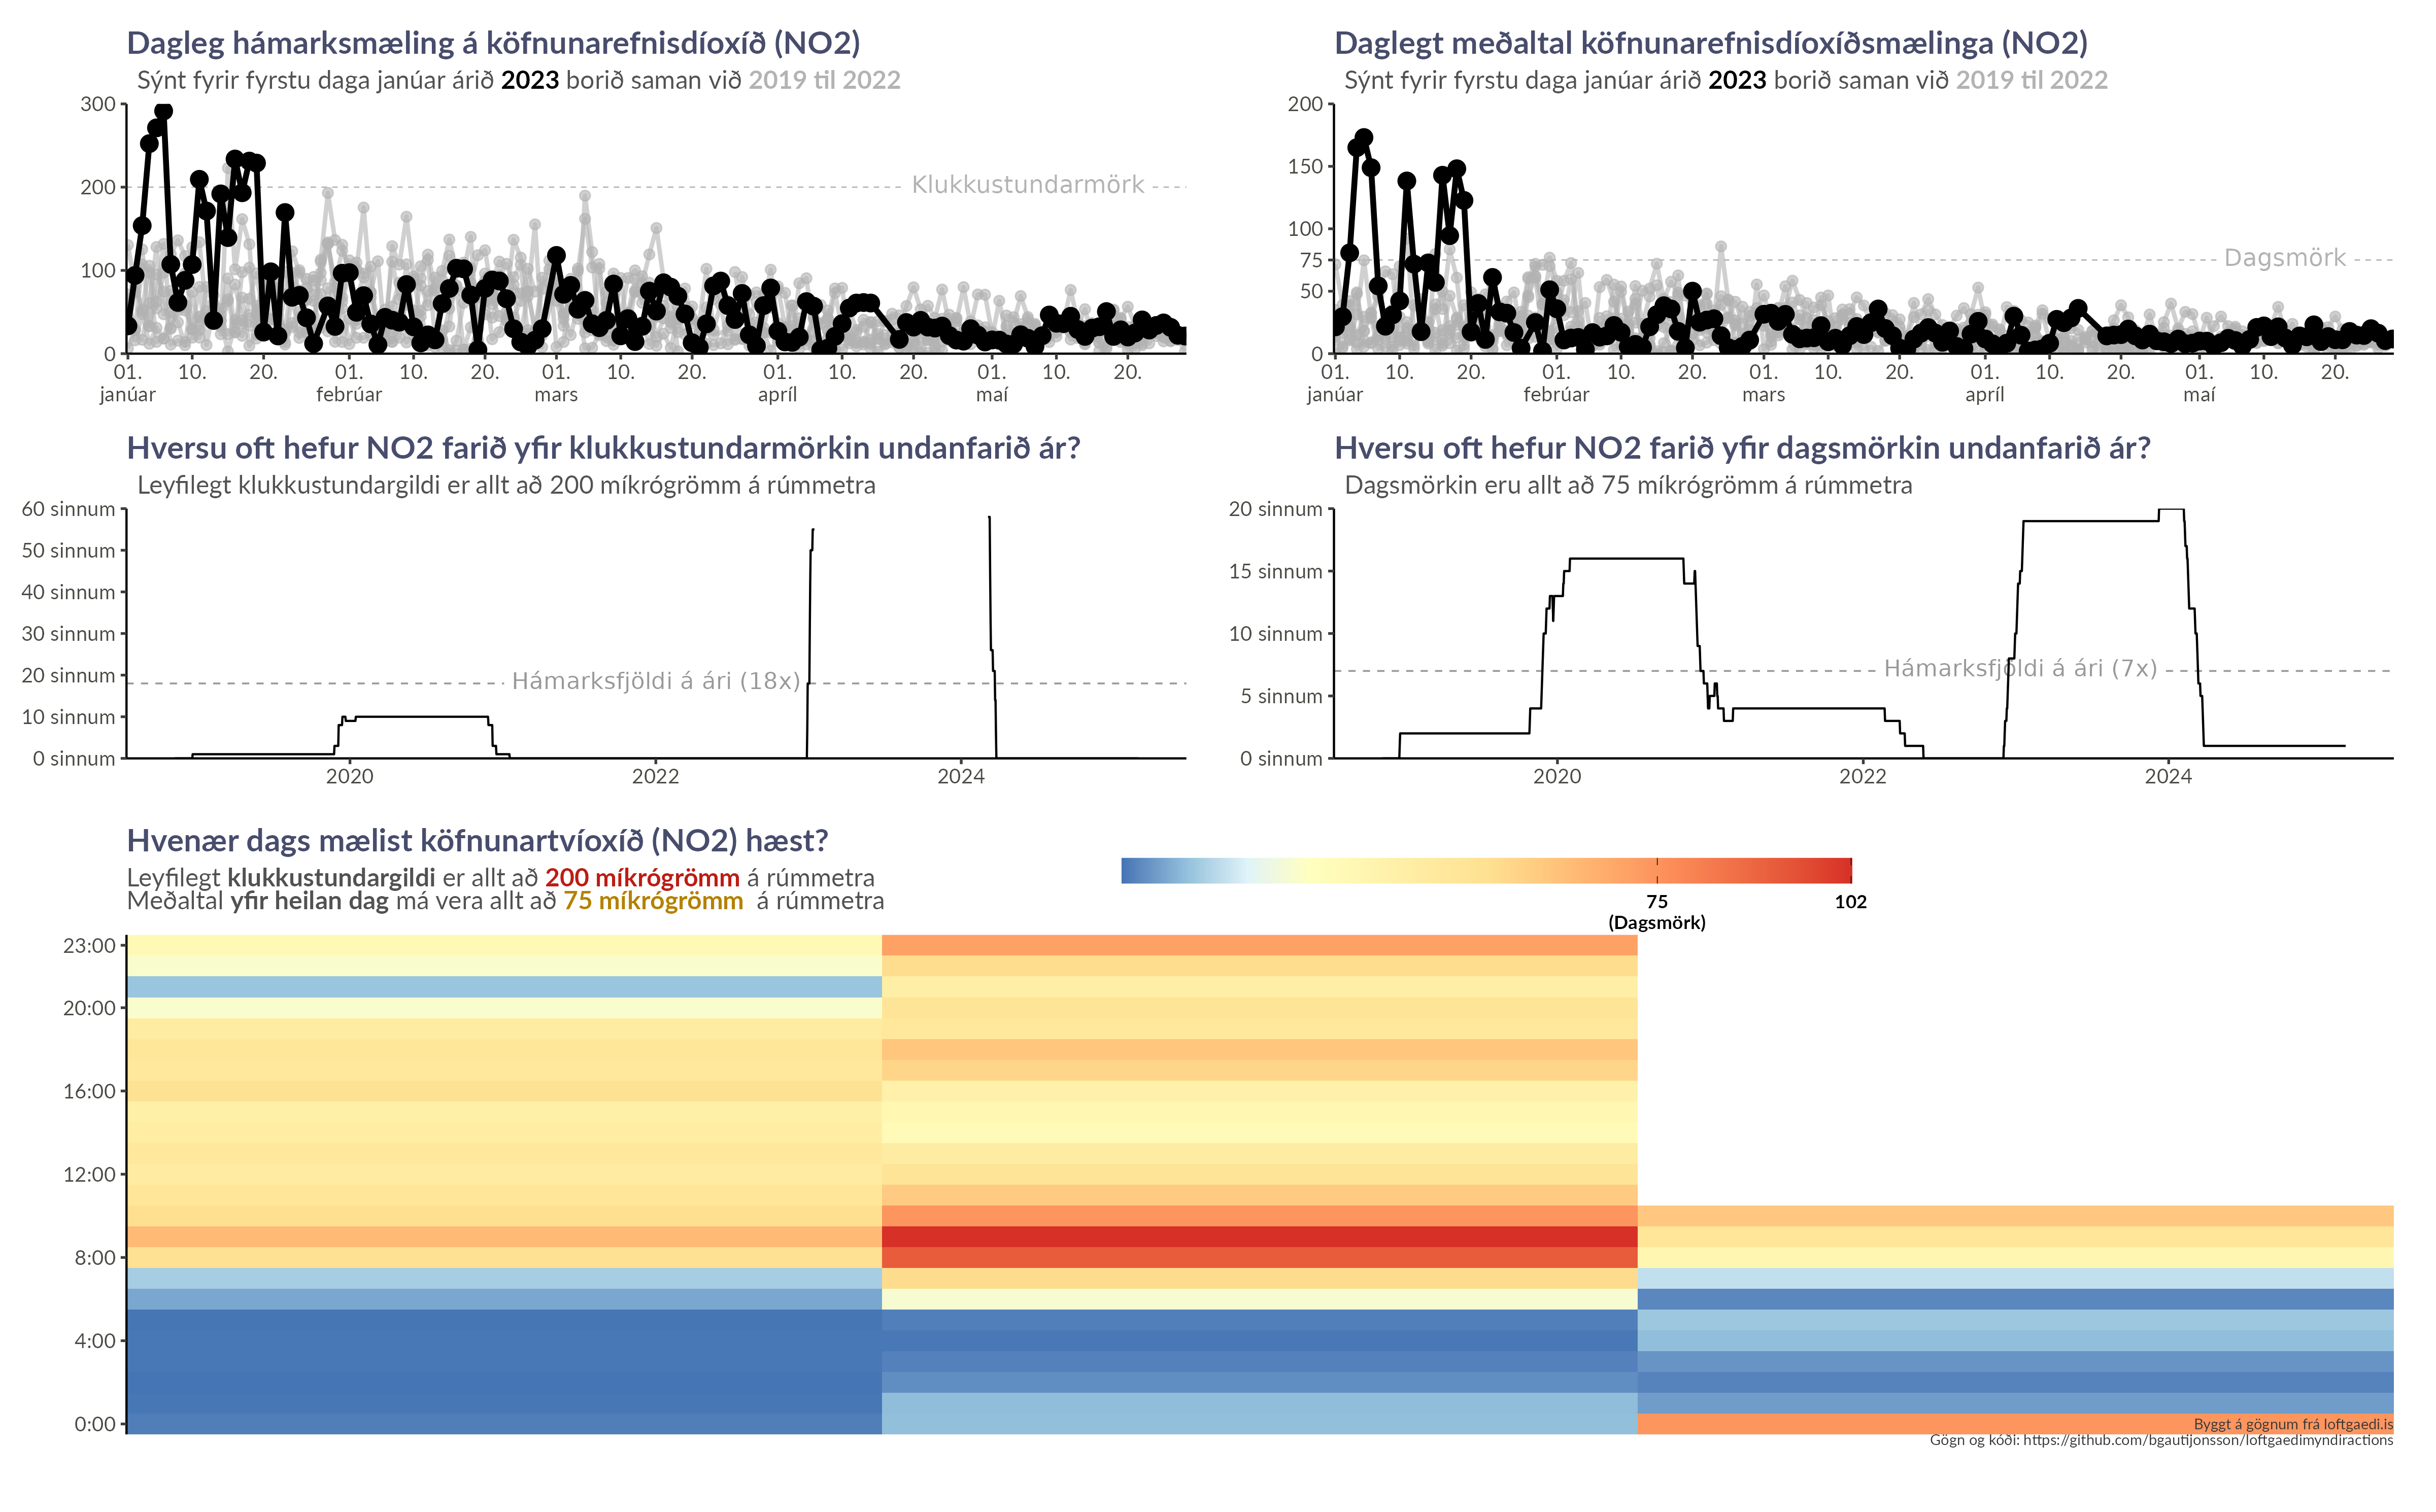 Dagleg hámarksmæling á köfnunarefnisdíoxíð (NO2)
Sýnt fyrir fyrstu daga janúar árið 2023 borið saman við 2019 til 2022
300
200
100
0
Klukkustundarmörk
01. 10. 20. 01. 10. 20. 01. 10. 20. 01. 10. 20. 01. 10. 20.
janúar febrúar mars apríl maí
Daglegt meðaltal köfnunarefnisdíoxíðsmælinga (NO2)
Sýnt fyrir fyrstu daga janúar árið 2023 borið saman við 2019 til 2022
200
150
100
75
50
0
Dagsmörk
01. 10. 20. 01. 10. 20. 01. 10. 20. 01. 10. 20. 01. 10. 20.
janúar febrúar mars apríl maí
Hversu oft hefur NO2 farið yfir klukkustundarmörkin undanfarið ár?
Leyfilegt klukkustundargildi er allt að 200 míkrógrömm á rúmmetra
60 sinnum
50 sinnum
40 sinnum
30 sinnum
20 sinnum
10 sinnum
0 sinnum
Hámarksfjöldi á ári (18x)
2020 2022 2024
Hversu oft hefur NO2 farið yfir dagsmörkin undanfarið ár?
Dagsmörkin eru allt að 75 míkrógrömm á rúmmetra
20 sinnum
15 sinnum
10 sinnum
5 sinnum
0 sinnum
Hámarksfjöldi á ári (7x)
2020 2022 2024
Hvenær dags mælist köfnunartvíoxíð (NO2) hæst?
Leyfilegt klukkustundargildi er allt að 200 míkrógrömm á rúmmetra
Meðaltal yfir heilan dag má vera allt að 75 míkrógrömm á rúmmetra
75 102
(Dagsmörk)
23:00
20:00
16:00
12:00
8:00
4:00
0:00
Byggt á gögnum frá loftgaedi.is
Gögn og kóði: https://github.com/bgautijonsson/loftgaedimyndiractions